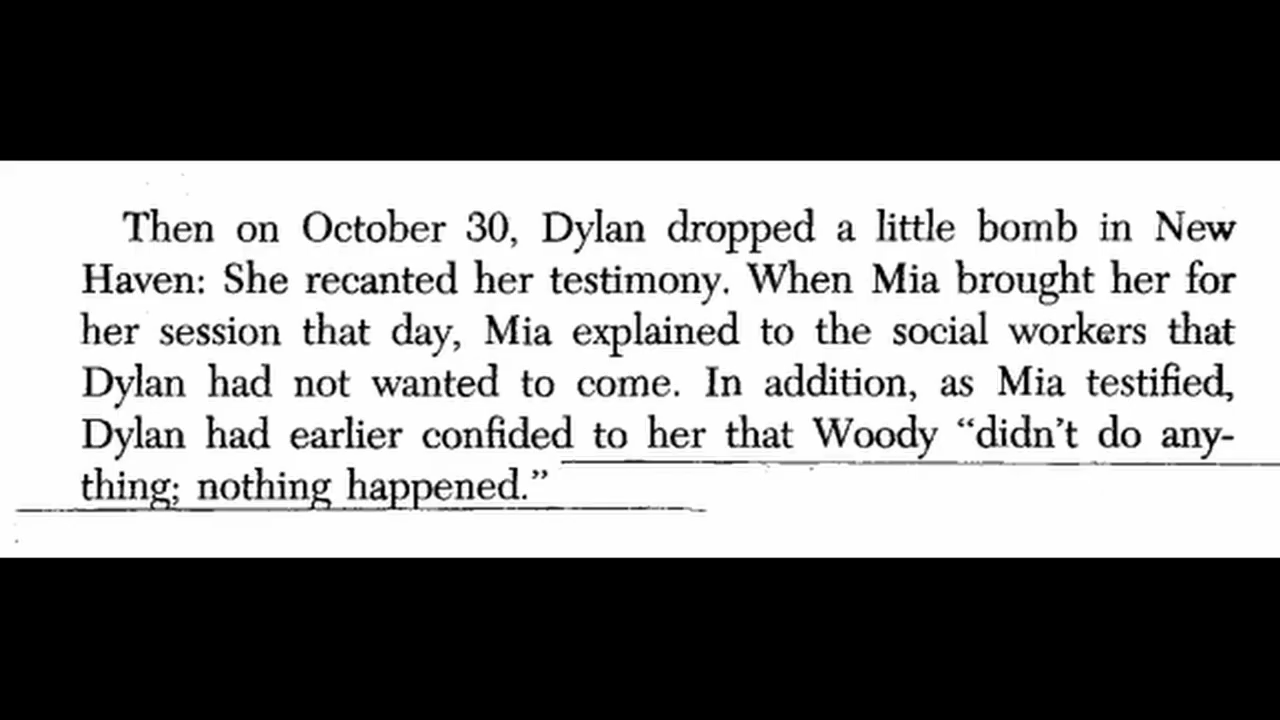 Then on October 30, Dylan dropped a little bomb in New
Haven: She recanted her testimony. When Mia brought her for
her session that day, Mia explained to the social workers that
Dylan had not wanted to come. In addition, as Mia testified,
Dylan had earlier confided to her that Woody “didn’t do any-
thing; nothing happened.”